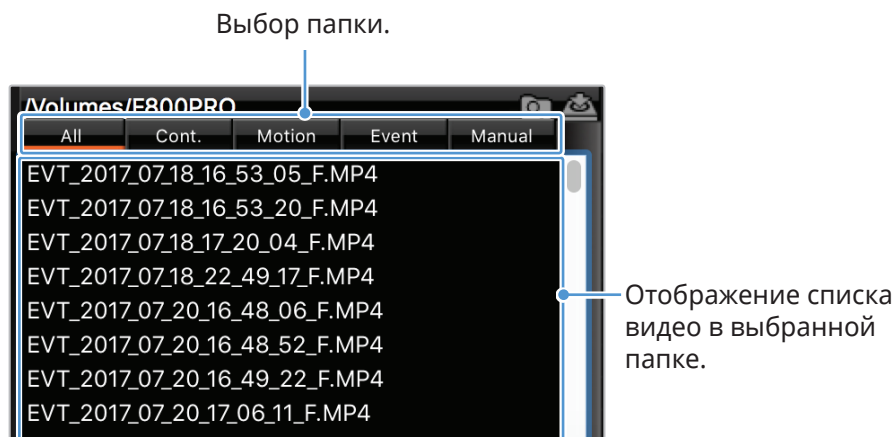 Выбор папки.
/Volumes/F800PRO
All Cont. Motion Event Manual
EVT_2017_07_18_16_53_05_F.MP4
EVT_2017_07_18_16_53_20_F.MP4
EVT_2017_07_18_17_20_04_F.MP4
EVT_2017_07_18_22_49_17_F.MP4
EVT_2017_07_20_16_48_06_F.MP4
EVT_2017_07_20_16_48_52_F.MP4
EVT_2017_07_20_16_49_22_F.MP4
EVT_2017_07_20_17_06_11_F.MP4
Отображение списка
видео в выбранной
папке.